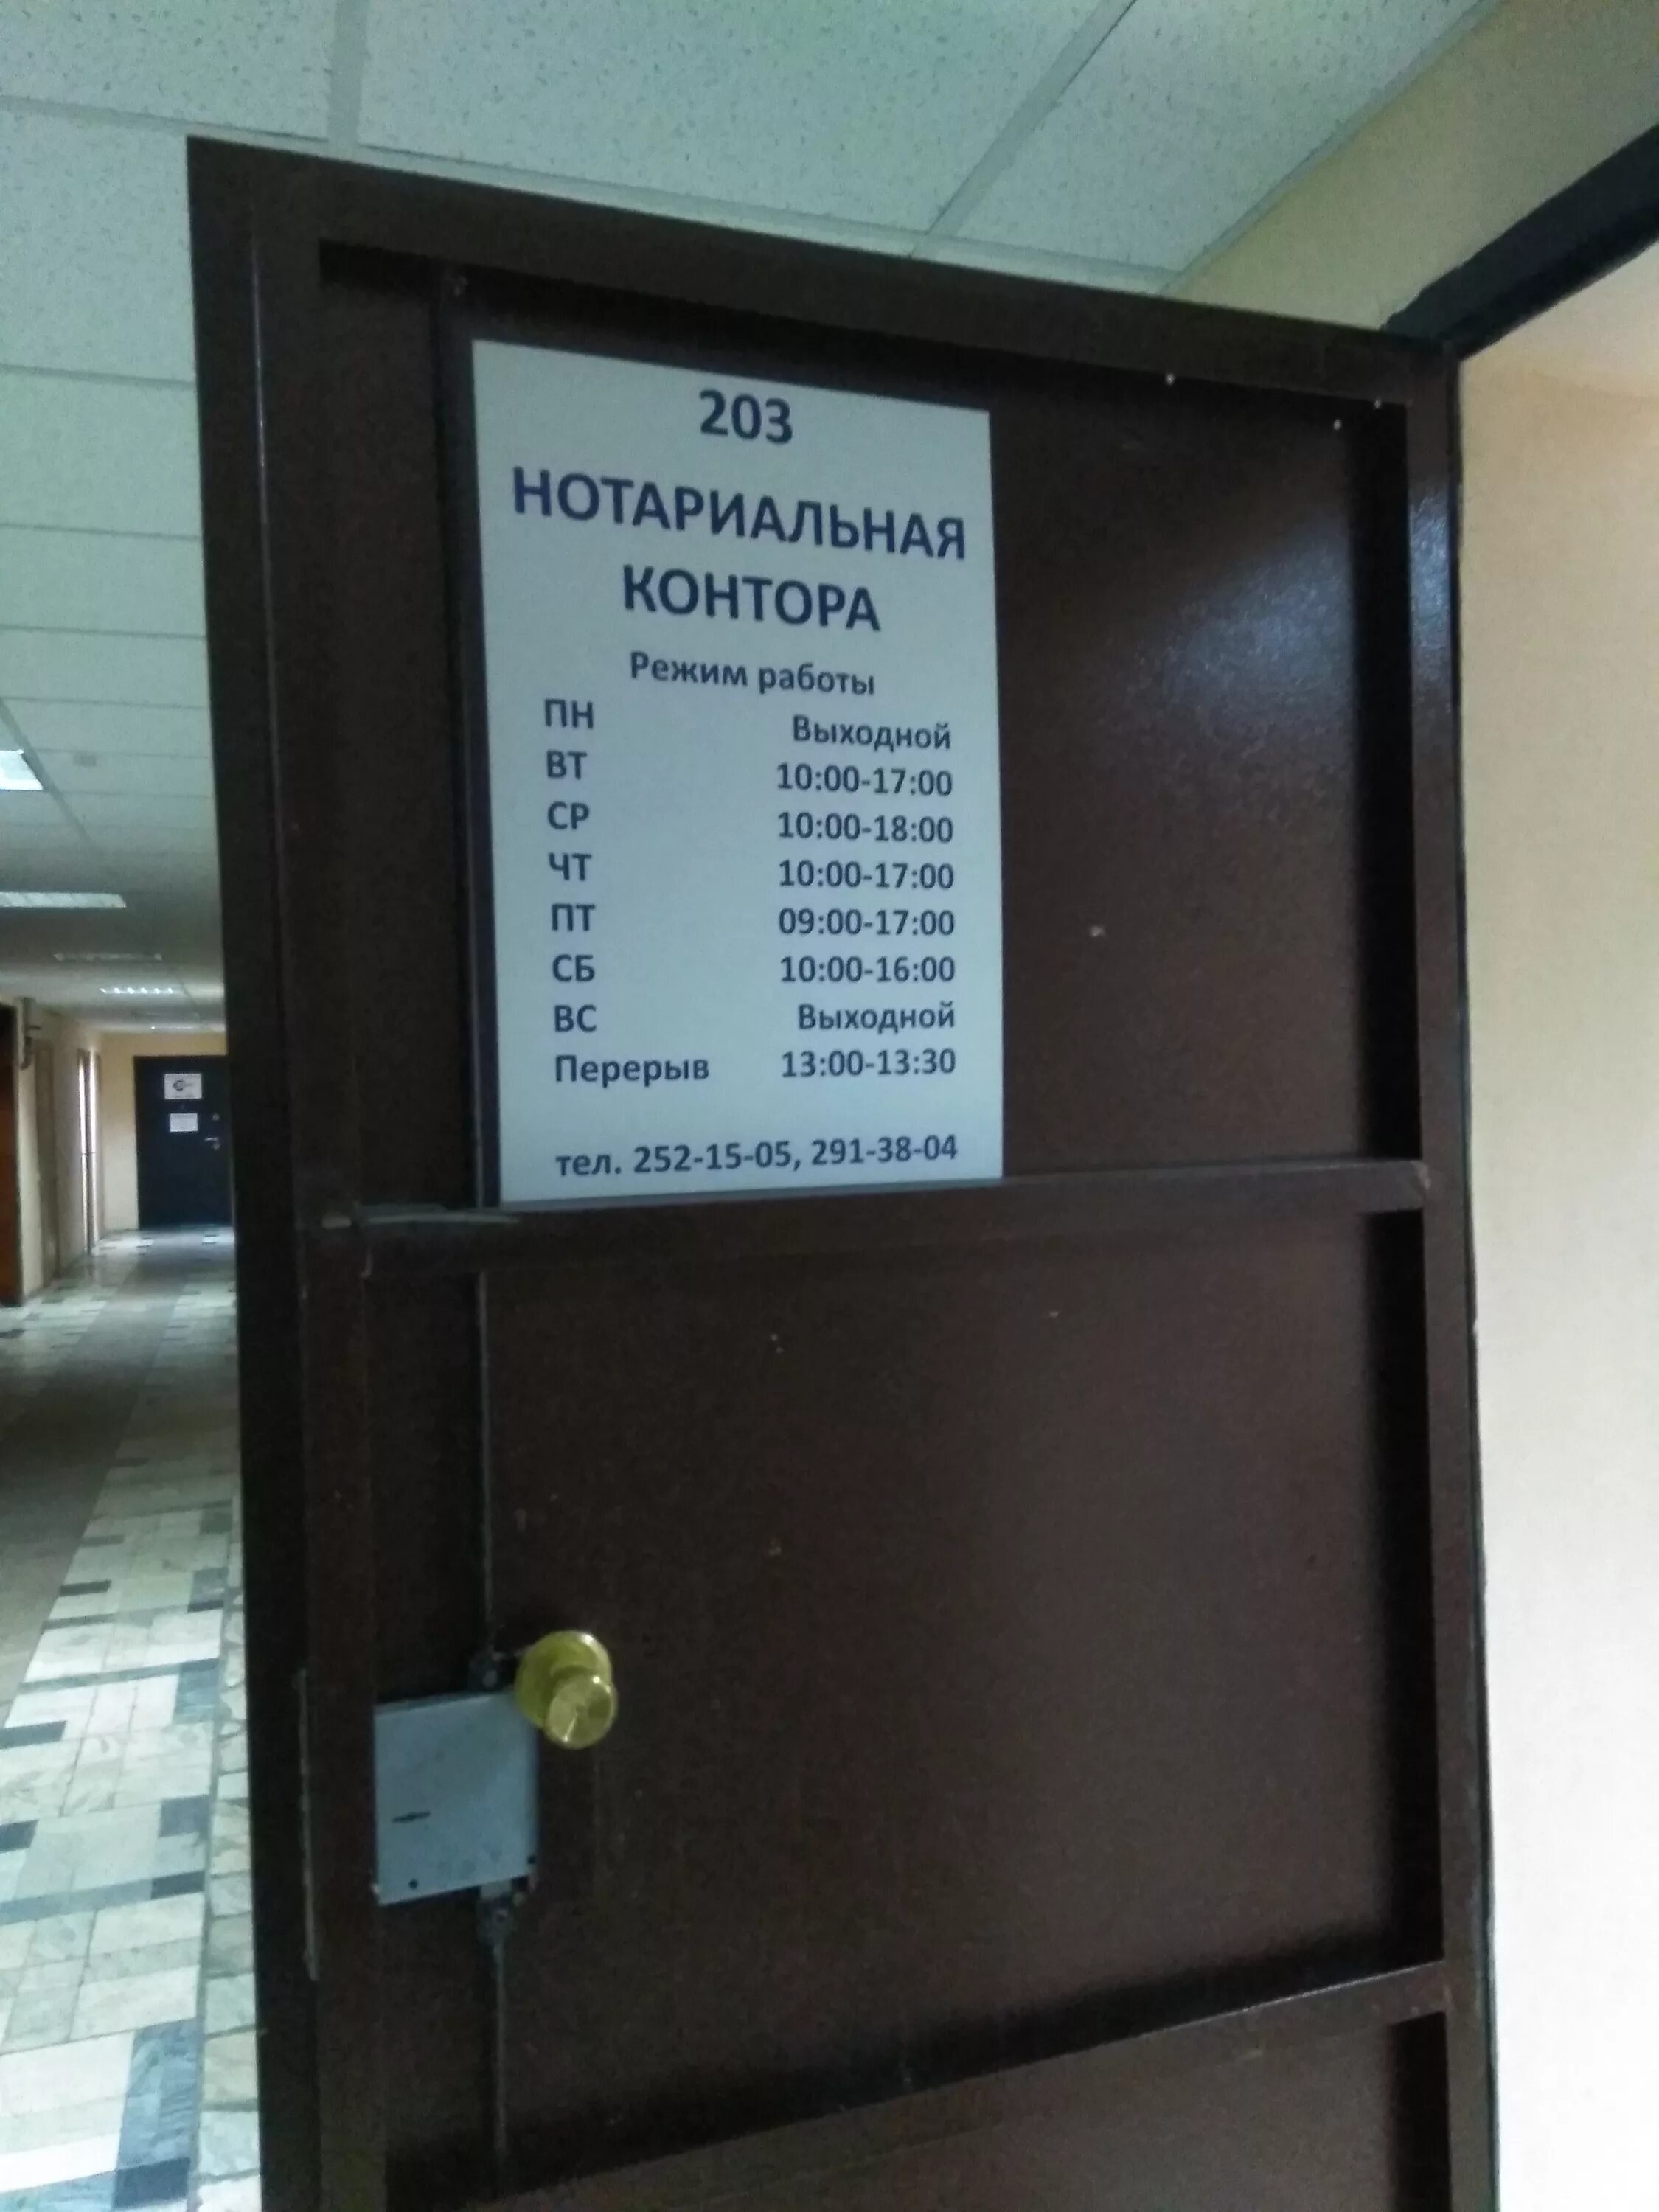 203
НОТАРИАЛЬНАЯ
КОНТОРА
Режим работы
ПН Выходной
ВТ 10:00-17:00
СР 10:00-18:00
ЧТ 10:00-17:00
ПТ 09:00-17:00
СБ 10:00-16:00
ВС Выходной
Перерыв 13:00-13:30
тел. 252-15-05, 291-38-04